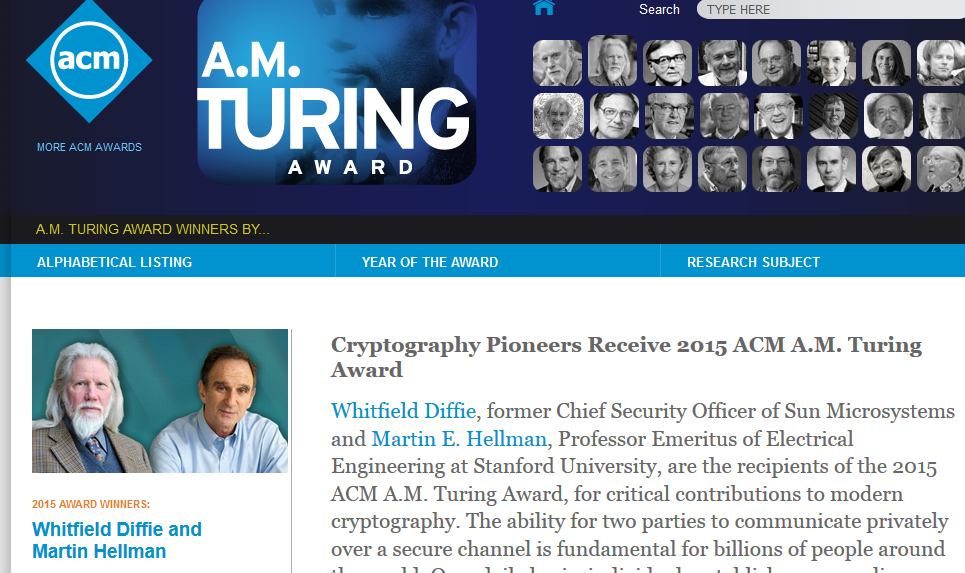 acm
MORE ACM AWARDS
A.M.
TURING
AWARD
Search
TYPE HERE
A.M. TURING AWARD WINNERS BY...
ALPHABETICAL LISTING
YEAR OF THE AWARD
RESEARCH SUBJECT
2015 AWARD WINNERS:
Whitfield Diffie and
Martin Hellman
Cryptography Pioneers Receive 2015 ACM A.M. Turing
Award
Whitfield Diffie, former Chief Security Officer of Sun Microsystems
and Martin E. Hellman, Professor Emeritus of Electrical
Engineering at Stanford University, are the recipients of the 2015
ACM A.M. Turing Award, for critical contributions to modern
cryptography. The ability for two parties to communicate privately
over a secure channel is fundamental for billions of people around